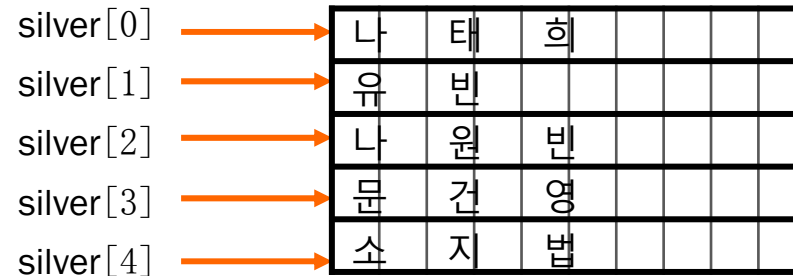 silver[0] 나 태 희
silver[1] 유 빈
silver[2] 나 원 빈
silver[3] 문 건 영
silver[4] 소 지 법